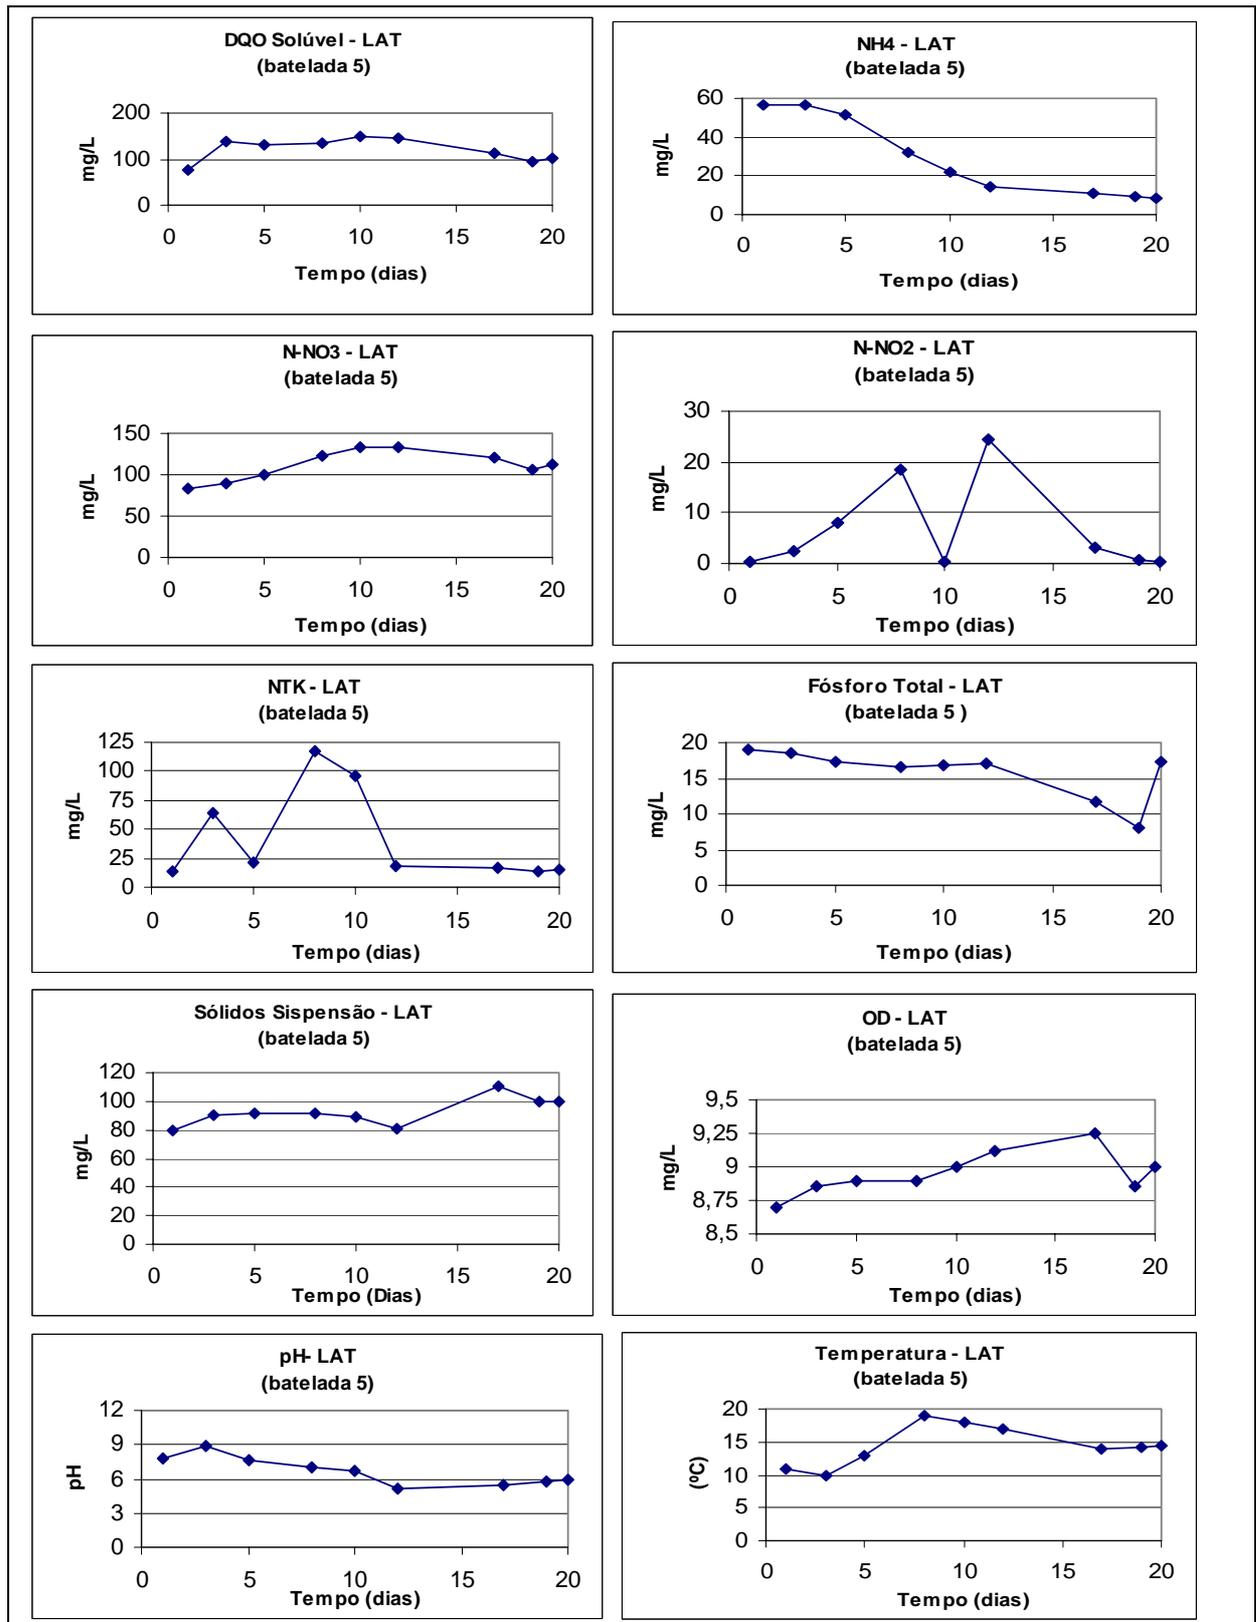 DQO Solúvel - LAT
(batelada 5)
200
100
0
mg/L
0 5 10 15 20
Tempo (dias)
NH4 - LAT
(batelada 5)
60
40
20
0
mg/L
0 5 10 15 20
Tempo (dias)
N-NO3 - LAT
(batelada 5)
150
100
50
0
mg/L
0 5 10 15 20
Tempo (dias)
N-NO2 - LAT
(batelada 5)
30
20
10
0
mg/L
0 5 10 15 20
Tempo (dias)
NTK - LAT
(batelada 5)
125
100
75
50
25
0
mg/L
0 5 10 15 20
Tempo (dias)
Fósforo Total - LAT
(batelada 5 )
20
15
10
5
0
mg/L
0 5 10 15 20
Tempo (dias)
Sólidos Sispensão - LAT
(batelada 5)
120
100
80
60
40
20
0
mg/L
0 5 10 15 20
Tempo (Dias)
OD - LAT
(batelada 5)
9,5
9,25
9
8,75
8,5
mg/L
0 5 10 15 20
Tempo (dias)
pH- LAT
(batelada 5)
12
9
6
3
0
pH
0 5 10 15 20
Tempo (dias)
Temperatura - LAT
(batelada 5)
20
15
10
5
0
(ºC)
0 5 10 15 20
Tempo (dias)